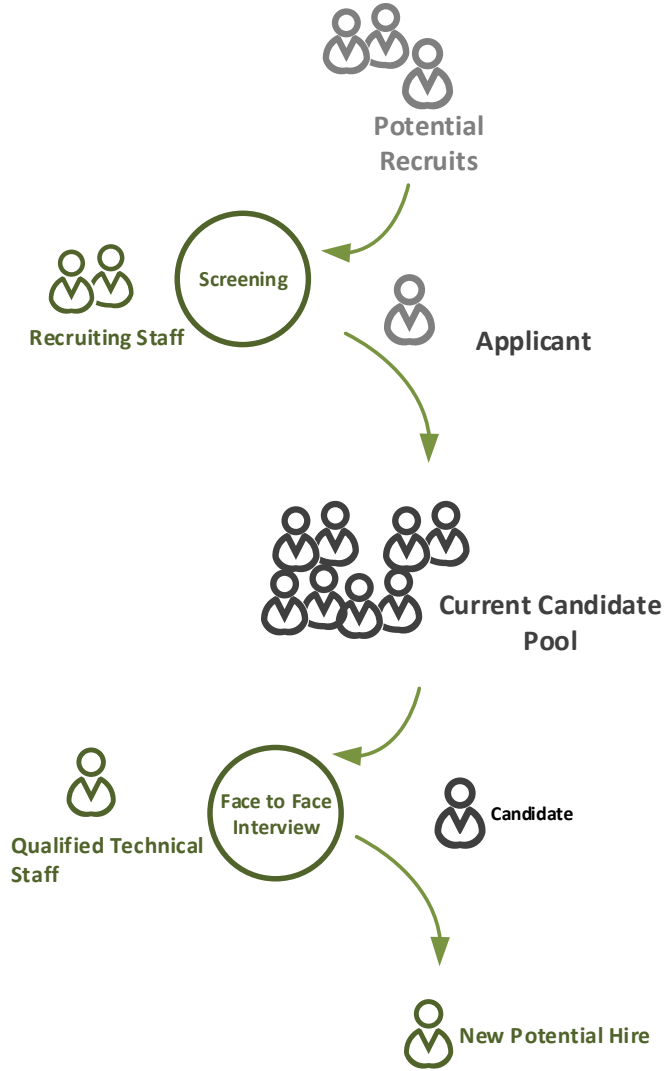 Potential
Recruits
Screening
Recruiting Staff
Applicant
Current Candidate
Pool
Face to Face
Interview
Candidate
Qualified Technical
Staff
New Potential Hire